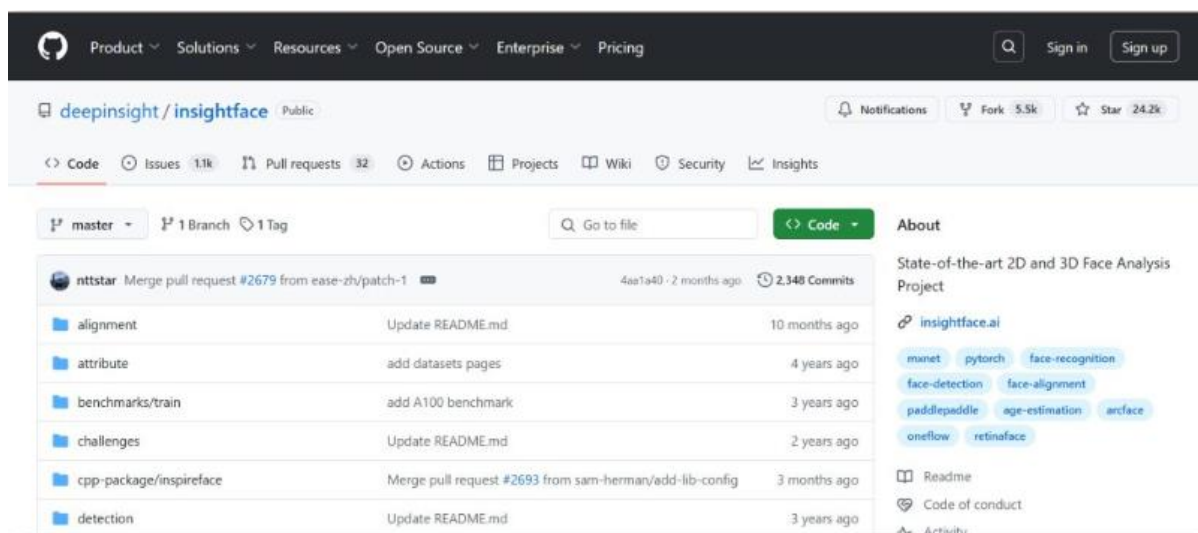 Product Solutions Resources Open Source Enterprise Pricing Sign in Sign up
deepinsight / insightface Public Notifications Fork 5.5k Star 24.2k
Code Issues 1.1k Pull requests 32 Actions Projects Wiki Security Insights
master 1 Branch 1 Tag Go to file Code About
State-of-the-art 2D and 3D Face Analysis
Project
nttstar Merge pull request #2679 from ease-zh/patch-1 4aa1a40 · 2 months ago 2,348 Commits
alignment Update README.md 10 months ago
insightface.ai
attribute add datasets pages 4 years ago
mxnet pytorch face-recognition
face-detection face-alignment
benchmarks/train add A100 benchmark 3 years ago
paddlepaddle age-estimation arcface
challenges Update README.md 2 years ago
oneflow retinaface
cpp-package/inspireface Merge pull request #2693 from sam-herman/add-lib-config 3 months ago
Readme
Code of conduct
detection Update README.md 3 years ago
Activity